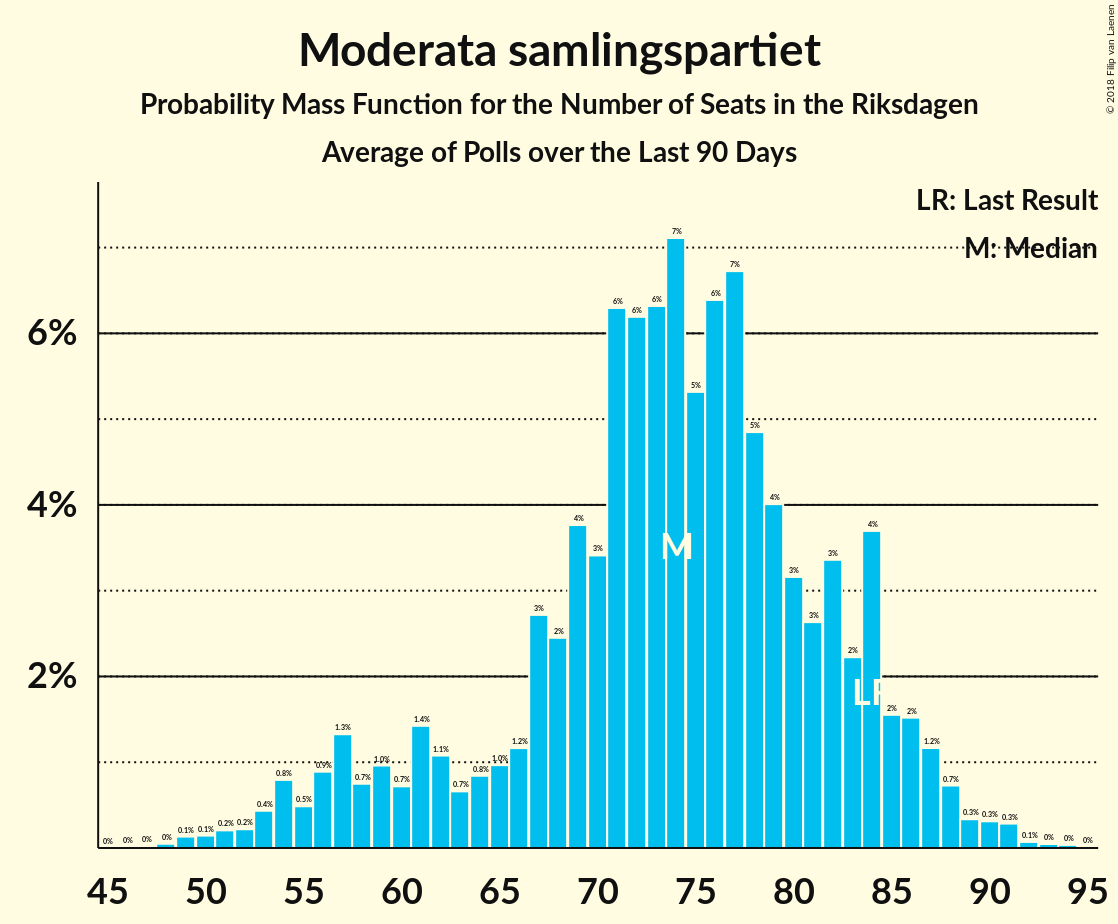 Moderata samlingspartiet
Probability Mass Function for the Number of Seats in the Riksdagen
Average of Polls over the Last 90 Days
© 2018 Filip van Laenen
LR: Last Result
M: Median
6%
4%
2%
0% 0% 0% 0% 0.1% 0.1% 0.2% 0.2% 0.4% 0.8% 0.5% 0.9% 1.3% 0.7% 1.0% 0.7% 1.4% 1.1% 0.7% 0.8% 1.0% 1.2% 3% 2% 4% 3% 6% 6% 6% 7% 5% 6% 7% 5% 4% 3% 3% 3% 2% 4% 2% 2% 1.2% 0.7% 0.3% 0.3% 0.3% 0.1% 0% 0% 0%
M
LR
45 50 55 60 65 70 75 80 85 90 95